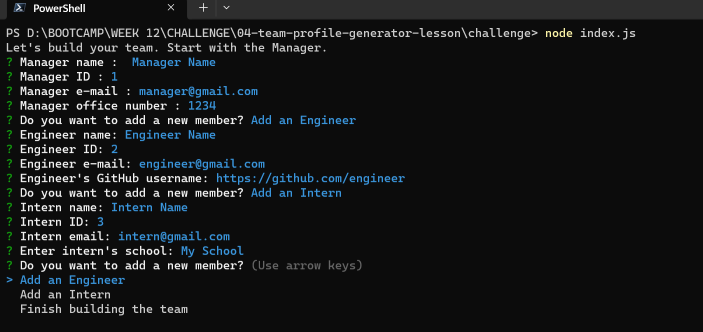 PowerShell
PS D:\BOOTCAMP\WEEK 12\CHALLENGE\04-team-profile-generator-lesson\challenge> node index.js
Let's build your team. Start with the Manager.
? Manager name :  Manager Name
? Manager ID : 1
? Manager e-mail : manager@gmail.com
? Manager office number : 1234
? Do you want to add a new member? Add an Engineer
? Engineer name: Engineer Name
? Engineer ID: 2
? Engineer e-mail: engineer@gmail.com
? Engineer's GitHub username: https://github.com/engineer
? Do you want to add a new member? Add an Intern
? Intern name: Intern Name
? Intern ID: 3
? Intern email: intern@gmail.com
? Enter intern's school: My School
? Do you want to add a new member? (Use arrow keys)
> Add an Engineer
  Add an Intern
  Finish building the team